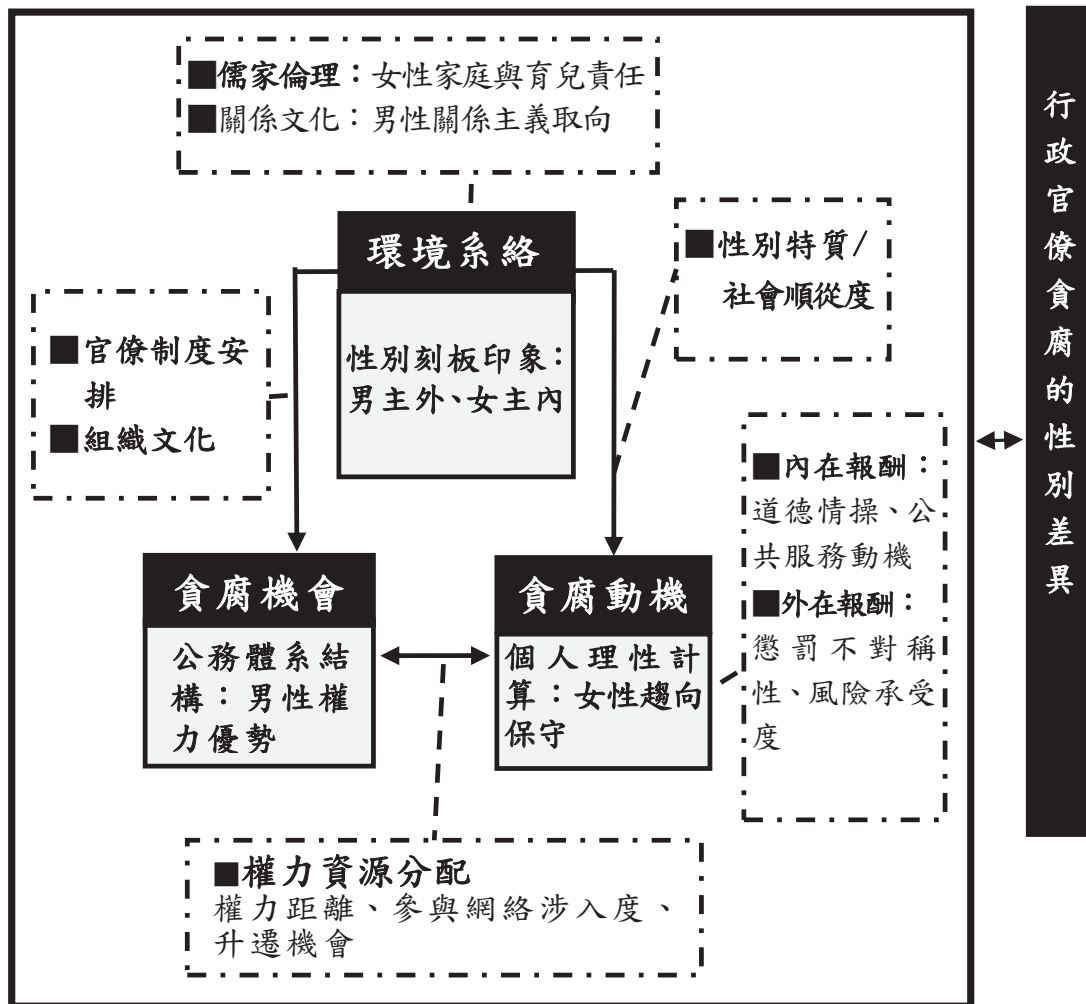 ■儒家倫理：女性家庭與育兒責任
■關係文化：男性關係主義取向
環境系絡
性別刻板印象：
男主外、女主內
■性別特質/
社會順從度
■官僚制度安
排
■組織文化
■內在報酬：
道德情操、公
共服務動機
■外在報酬：
懲罰不對稱
性、風險承受
度
貪腐機會
公務體系結
構：男性權
力優勢
貪腐動機
個人理性計
算：女性趨向
保守
■權力資源分配
權力距離、參與網絡涉入度、
升遷機會
行政官僚貪腐的性別差異